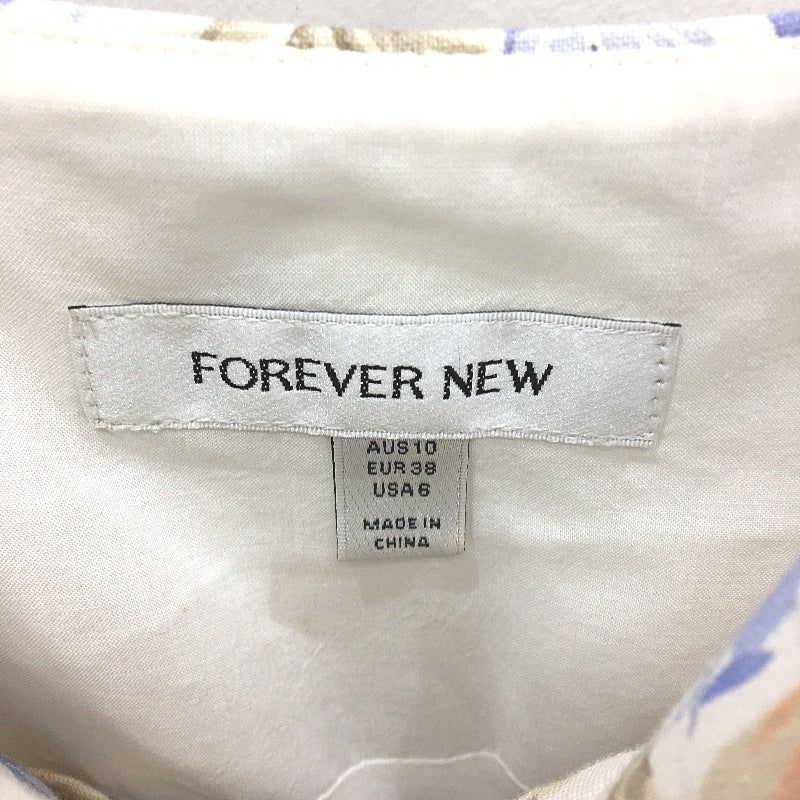 FOREVER NEW
AUS 10
EUR 38
USA 6
MADE IN
CHINA